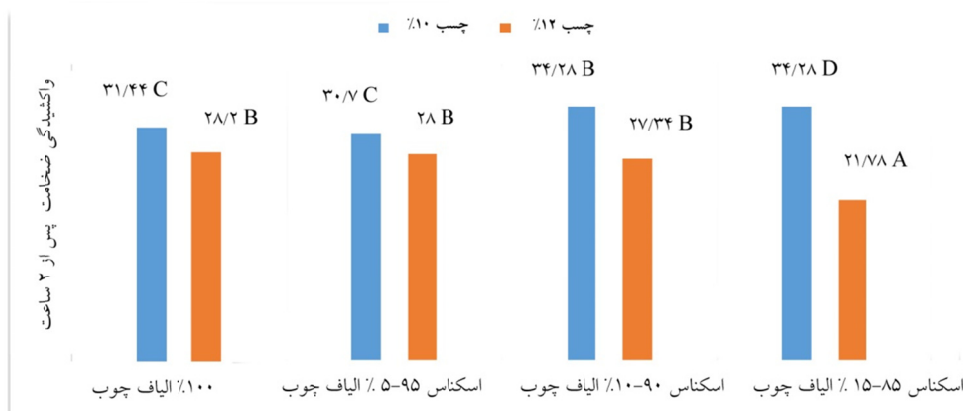 چسب ۱۰٪ چسب ۱۲٪
واکشیدگی ضخامت پس از ۲ ساعت
۳۱/۴۴ C
۲۸/۲ B
۳۰/۷ C
۲۸ B
۳۴/۲۸ B
۲۷/۳۴ B
۳۴/۲۸ D
۲۱/۷۸ A
۱۰۰٪ الیاف چوب
اسکناس ۵-۹۵ ٪ الیاف چوب
اسکناس ۱۰-۹۰٪ الیاف چوب
اسکناس ۱۵-۸۵ ٪ الیاف چوب